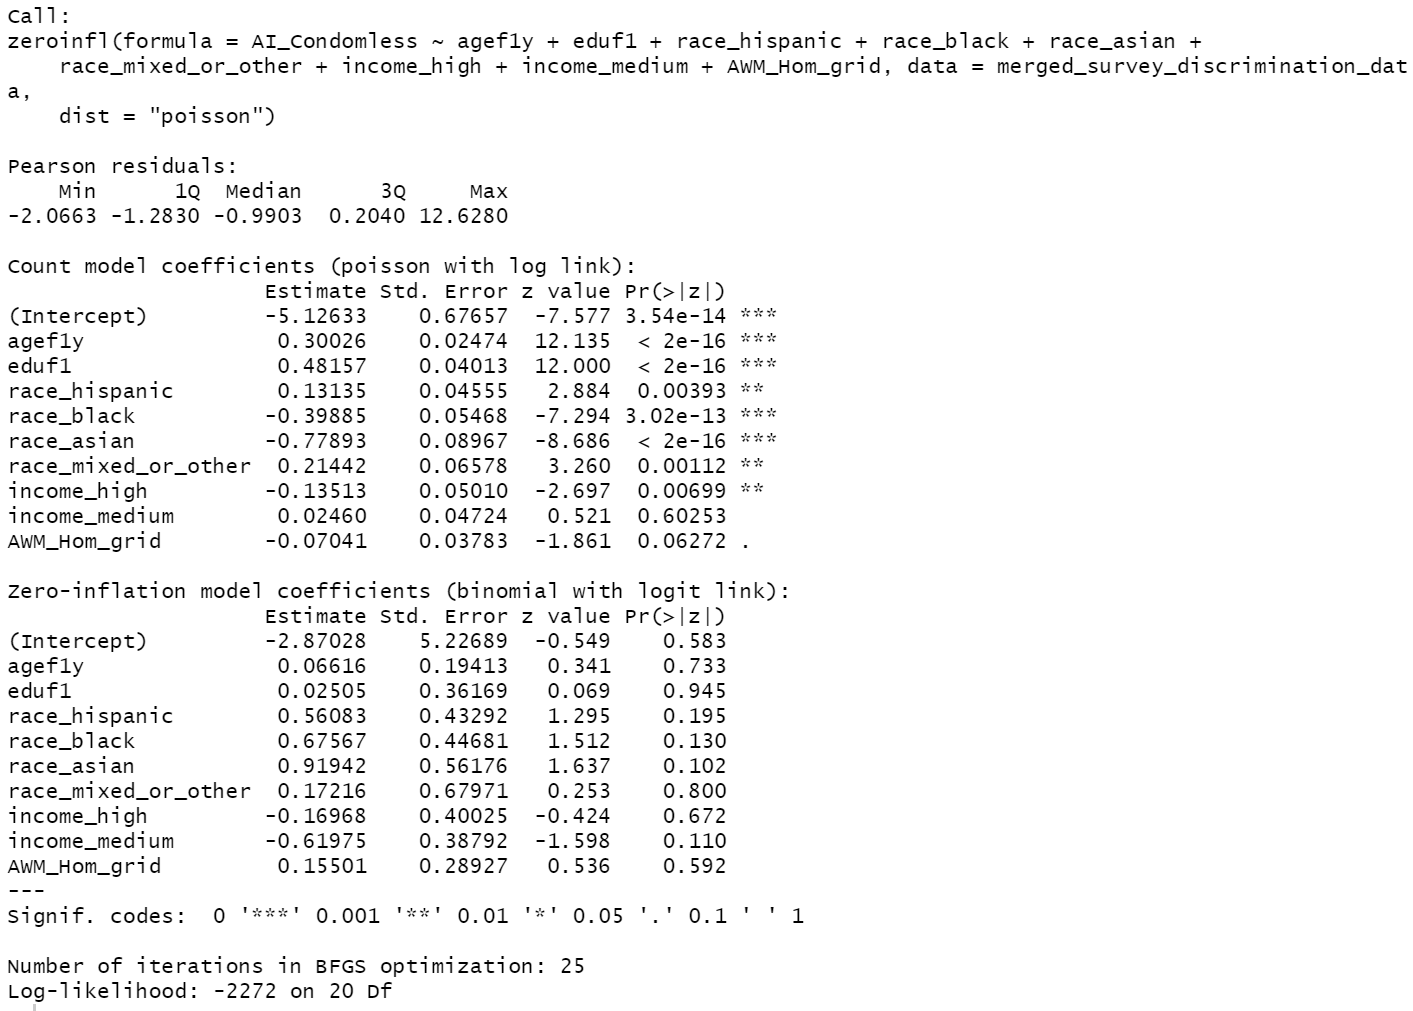 Call:
zeroinfl(formula = AI_Condomless ~ agef1y + eduf1 + race_hispanic + race_black + race_asian +
    race_mixed_or_other + income_high + income_medium + AWM_Hom_grid, data = merged_survey_discrimination_dat
a,
    dist = "poisson")

Pearson residuals:
    Min      1Q  Median      3Q     Max
-2.0663 -1.2830 -0.9903  0.2040 12.6280

Count model coefficients (poisson with log link):
                    Estimate Std. Error z value Pr(>|z|)
(Intercept)         -5.12633    0.67657  -7.577 3.54e-14 ***
agef1y               0.30026    0.02474  12.135  < 2e-16 ***
eduf1                0.48157    0.04013  12.000  < 2e-16 ***
race_hispanic        0.13135    0.04555   2.884  0.00393 **
race_black          -0.39885    0.05468  -7.294 3.02e-13 ***
race_asian          -0.77893    0.08967  -8.686  < 2e-16 ***
race_mixed_or_other  0.21442    0.06578   3.260  0.00112 **
income_high         -0.13513    0.05010  -2.697  0.00699 **
income_medium        0.02460    0.04724   0.521  0.60253
AWM_Hom_grid        -0.07041    0.03783  -1.861  0.06272 .

Zero-inflation model coefficients (binomial with logit link):
                    Estimate Std. Error z value Pr(>|z|)
(Intercept)         -2.87028    5.22689  -0.549    0.583
agef1y               0.06616    0.19413   0.341    0.733
eduf1                0.02505    0.36169   0.069    0.945
race_hispanic        0.56083    0.43292   1.295    0.195
race_black           0.67567    0.44681   1.512    0.130
race_asian           0.91942    0.56176   1.637    0.102
race_mixed_or_other  0.17216    0.67971   0.253    0.800
income_high         -0.16968    0.40025  -0.424    0.672
income_medium       -0.61975    0.38792  -1.598    0.110
AWM_Hom_grid         0.15501    0.28927   0.536    0.592
---
Signif. codes:  0 '***' 0.001 '**' 0.01 '*' 0.05 '.' 0.1 ' ' 1

Number of iterations in BFGS optimization: 25
Log-likelihood: -2272 on 20 Df